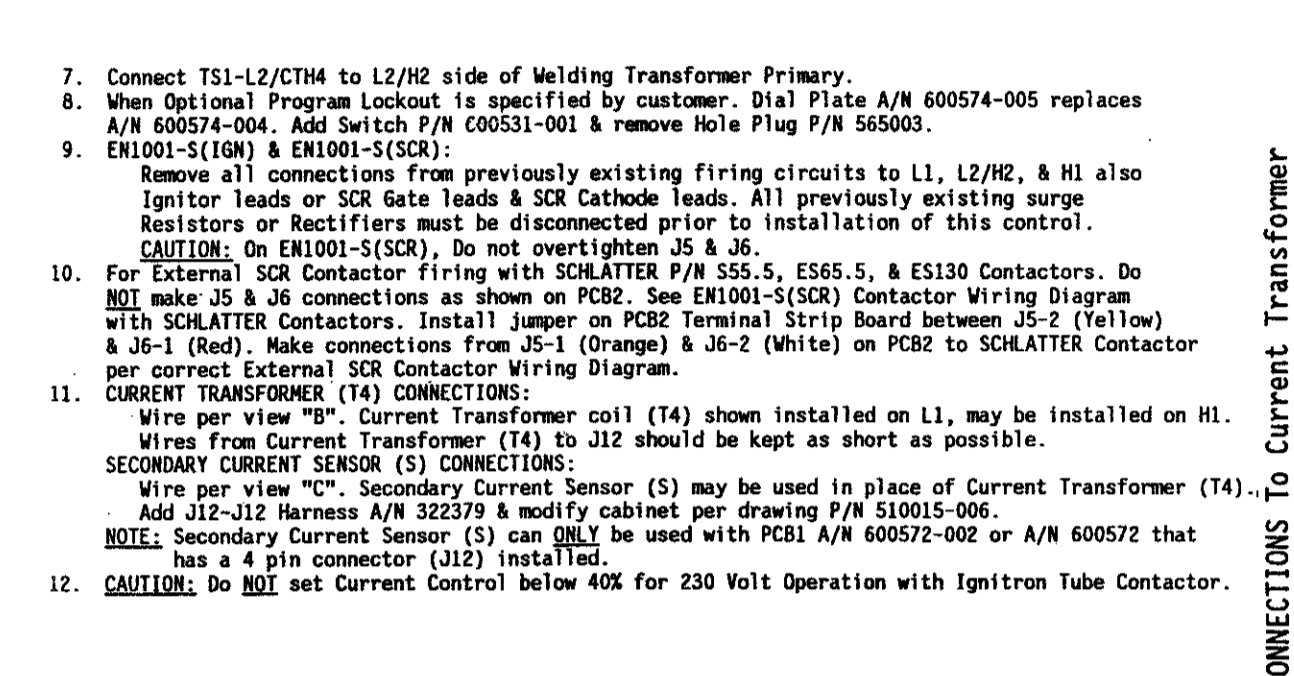 7. Connect TS1-L2/CTH4 to L2/H2 side of Welding Transformer Primary.
8. When Optional Program Lockout is specified by customer. Dial Plate A/N 600574-005 replaces
A/N 600574-004. Add Switch P/N C00531-001 & remove Hole Plug P/N 565003.
9. EN1001-S(IGN) & EN1001-S(SCR):
Remove all connections from previously existing firing circuits to L1, L2/H2, & H1 also
Ignitor leads or SCR Gate leads & SCR Cathode leads. All previously existing surge
Resistors or Rectifiers must be disconnected prior to installation of this control.
CAUTION: On EN1001-S(SCR), Do not overtighten J5 & J6.
10. For External SCR Contactor firing with SCHLATTER P/N S55.5, ES65.5, & ES130 Contactors. Do
NOT make J5 & J6 connections as shown on PCB2. See EN1001-S(SCR) Contactor Wiring Diagram
with SCHLATTER Contactors. Install jumper on PCB2 Terminal Strip Board between J5-2 (Yellow)
& J6-1 (Red). Make connections from J5-1 (Orange) & J6-2 (White) on PCB2 to SCHLATTER Contactor
per correct External SCR Contactor Wiring Diagram.
11. CURRENT TRANSFORMER (T4) CONNECTIONS:
Wire per view "B". Current Transformer coil (T4) shown installed on L1, may be installed on H1.
Wires from Current Transformer (T4) to J12 should be kept as short as possible.
SECONDARY CURRENT SENSOR (S) CONNECTIONS:
Wire per view "C". Secondary Current Sensor (S) may be used in place of Current Transformer (T4).
Add J12-J12 Harness A/N 322379 & modify cabinet per drawing P/N 510015-006.
NOTE: Secondary Current Sensor (S) can ONLY be used with PCB1 A/N 600572-002 or A/N 600572 that
has a 4 pin connector (J12) installed.
12. CAUTION: Do NOT set Current Control below 40% for 230 Volt Operation with Ignitron Tube Contactor.
ONNECTIONS To Current Transformer